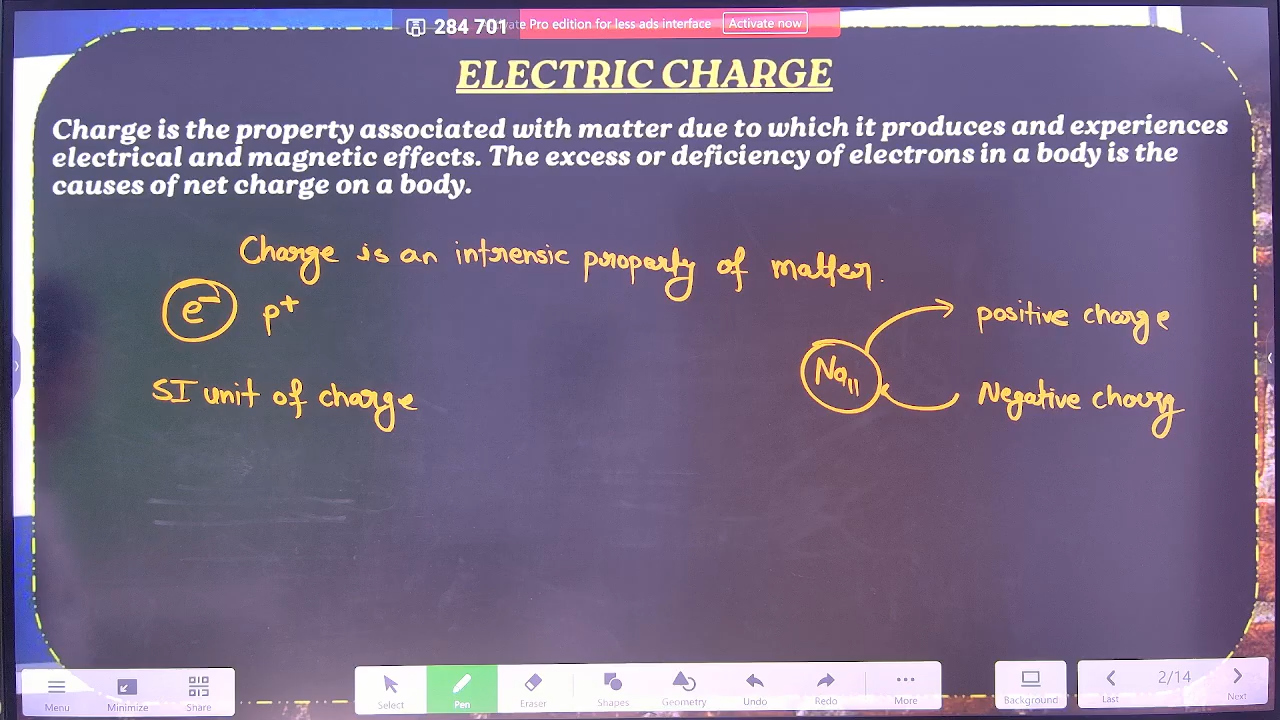 284 701
ate Pro edition for less ads interface
Activate now
ELECTRIC CHARGE
Charge is the property associated with matter due to which it produces and experiences
electrical and magnetic effects. The excess or deficiency of electrons in a body is the
causes of net charge on a body.
Charge is an intrensic property of matter.
e⁻ p⁺
positive charge
Na₁₁
SI unit of charge
Negative charg
Menu
Minimize
Select
Pen
Eraser
Shapes
Geometry
Undo
Redo
More
Background
Last
2/14
Next